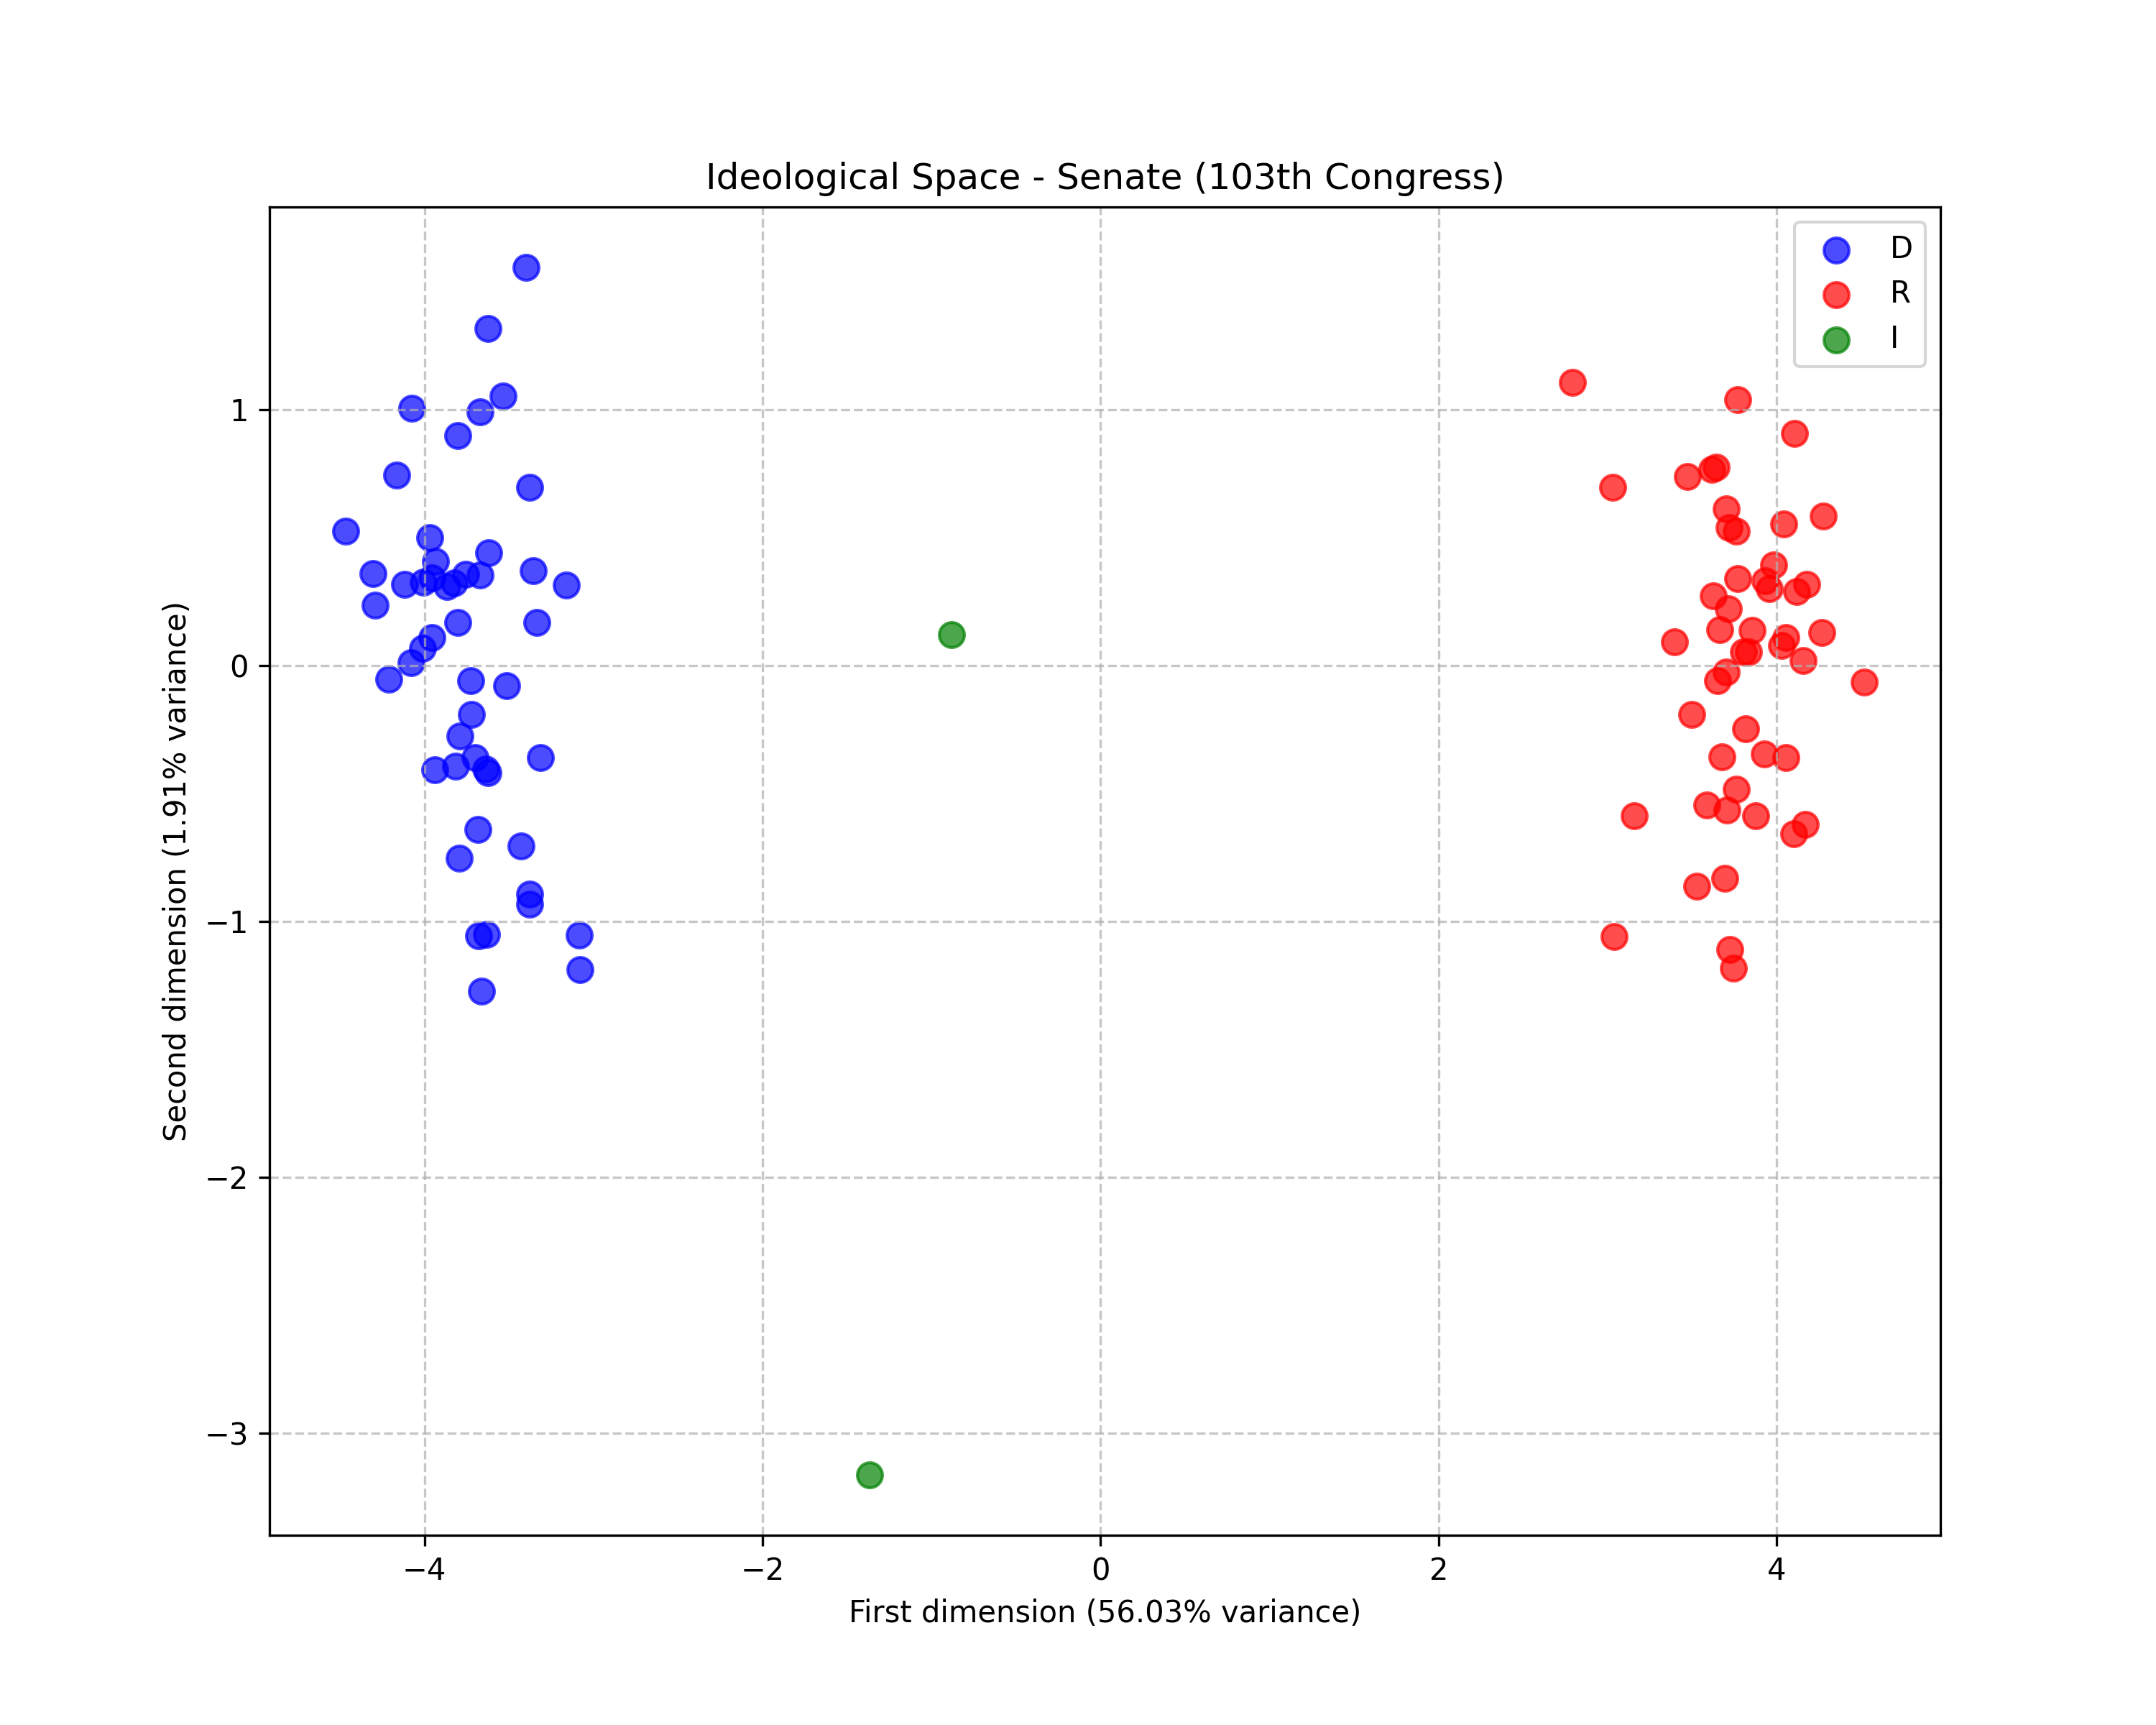 Ideological Space - Senate (103th Congress)
D
R
I
1
0
−1
−2
−3
Second dimension (1.91% variance)
−4
−2
0
2
4
First dimension (56.03% variance)